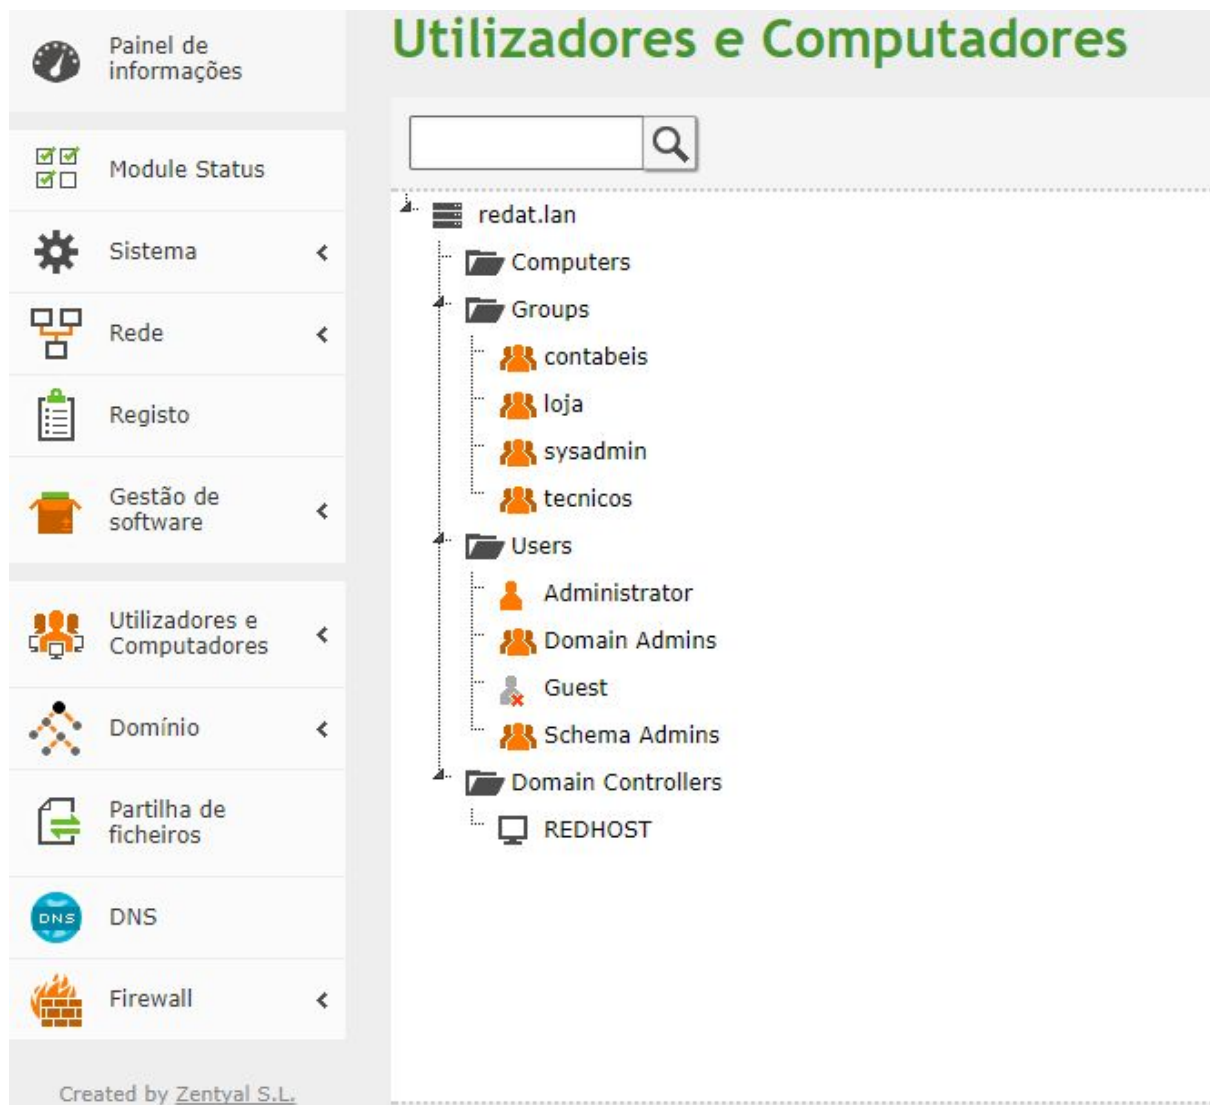 Painel de
informações
Module Status
Sistema
Rede
Registo
Gestão de
software
Utilizadores e
Computadores
Domínio
Partilha de
ficheiros
DNS
DNS
Firewall
Created by Zentyal S.L.
Utilizadores e Computadores
redat.lan
Computers
Groups
contabeis
loja
sysadmin
tecnicos
Users
Administrator
Domain Admins
Guest
Schema Admins
Domain Controllers
REDHOST